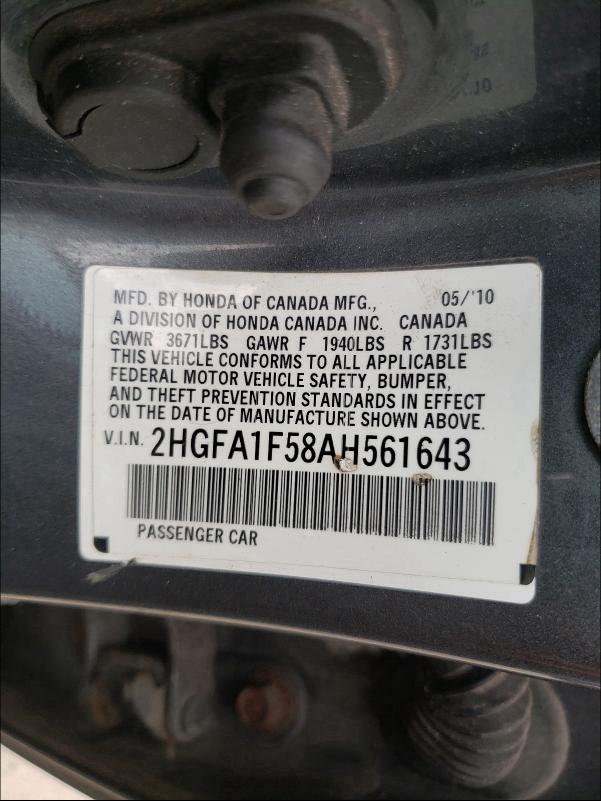 MFD. BY HONDA OF CANADA MFG., 05/'10
A DIVISION OF HONDA CANADA INC. CANADA
GVWR 3671LBS GAWR F 1940LBS R 1731LBS
THIS VEHICLE CONFORMS TO ALL APPLICABLE
FEDERAL MOTOR VEHICLE SAFETY, BUMPER,
AND THEFT PREVENTION STANDARDS IN EFFECT
ON THE DATE OF MANUFACTURE SHOWN ABOVE.
V.I.N. 2HGFA1F58AH561643
PASSENGER CAR